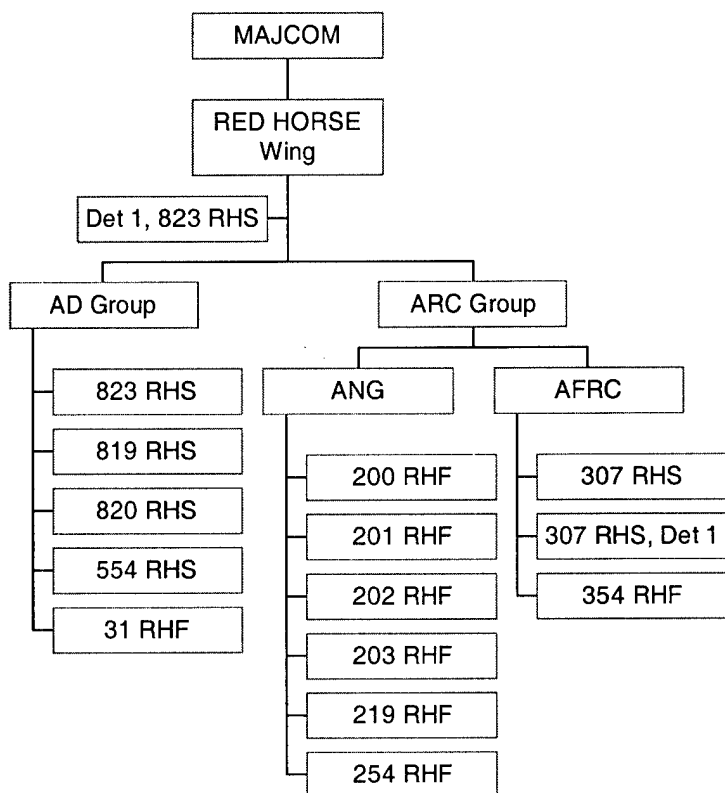 MAJCOM
RED HORSE
Wing
Det 1, 823 RHS
AD Group
823 RHS
819 RHS
820 RHS
554 RHS
31 RHF
ARC Group
ANG
200 RHF
201 RHF
202 RHF
203 RHF
219 RHF
254 RHF
AFRC
307 RHS
307 RHS, Det 1
354 RHF